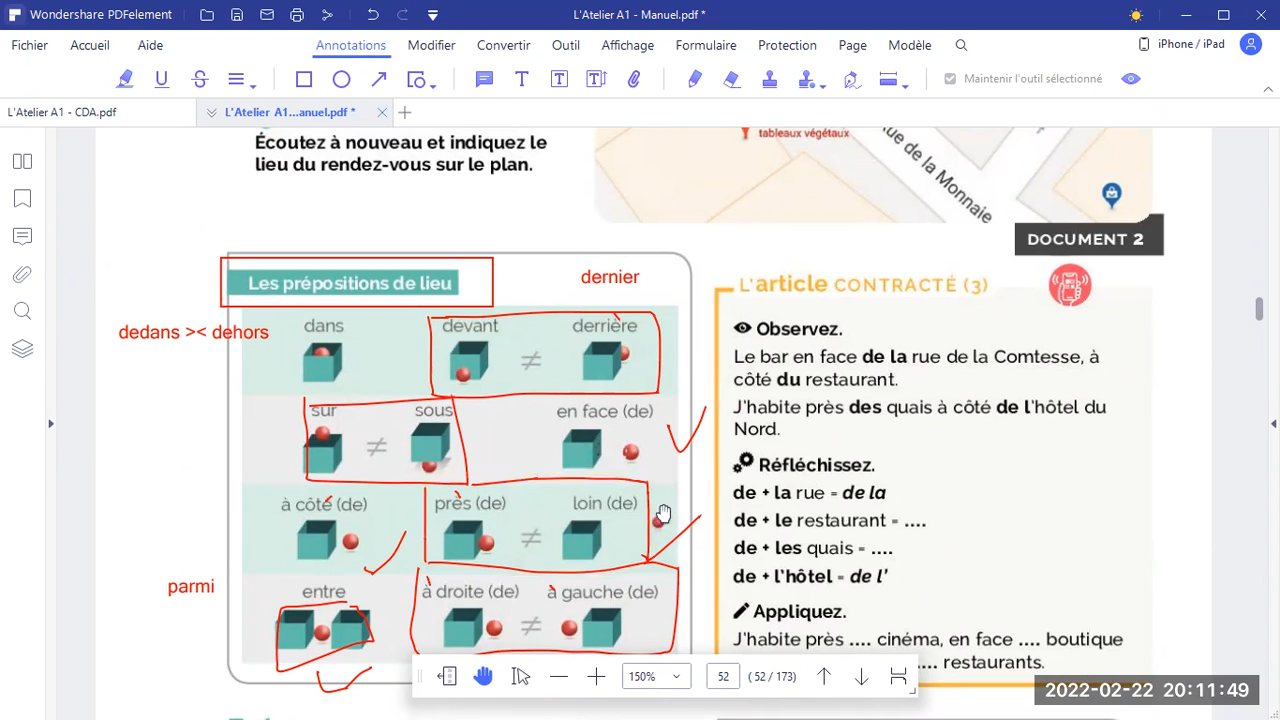 Wondershare PDFelement
L'Atelier A1 - Manuel.pdf *
Fichier Accueil Aide Annotations Modifier Convertir Outil Affichage Formulaire Protection Page Modèle iPhone / iPad
Maintenir l'outil sélectionné
L'Atelier A1 - CDA.pdf
L'Atelier A1...anuel.pdf *
Écoutez à nouveau et indiquez le
lieu du rendez-vous sur le plan.
tableaux végétaux
ue de la Monnaie
DOCUMENT 2
Les prépositions de lieu
dernier
dedans >< dehors
dans devant derrière
≠
sur sous en face (de)
≠
à côté (de) près (de) loin (de)
≠
parmi
entre à droite (de) à gauche (de)
≠
L'article CONTRACTÉ (3)
Observez.
Le bar en face de la rue de la Comtesse, à
côté du restaurant.
J'habite près des quais à côté de l'hôtel du
Nord.
Réfléchissez.
de + la rue = de la
de + le restaurant = ....
de + les quais = ....
de + l'hôtel = de l'
Appliquez.
J'habite près .... cinéma, en face .... boutique
.... restaurants.
150% 52 ( 52 / 173)
2022-02-22 20:11:49